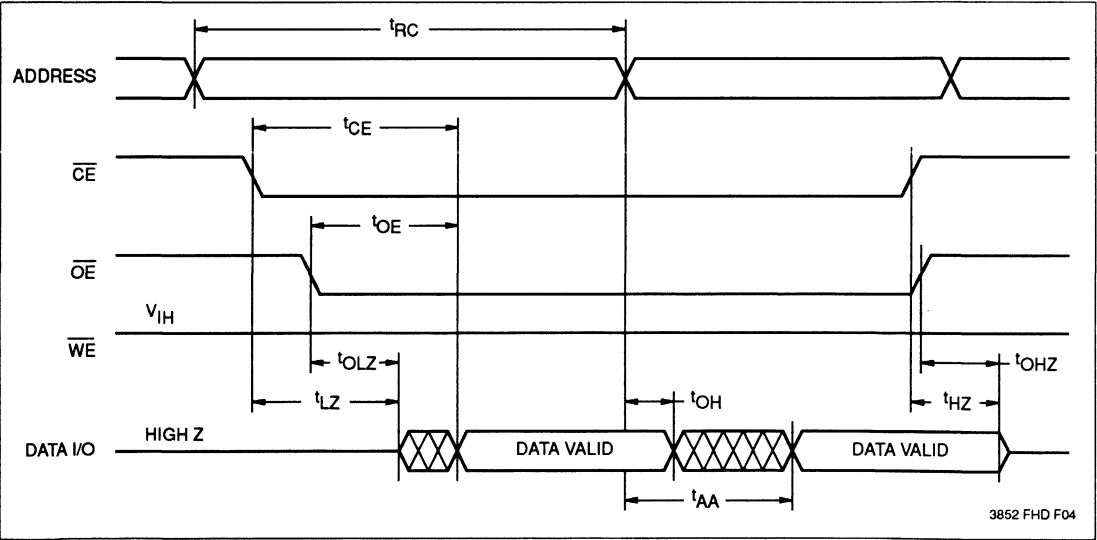 tRC
ADDRESS
tCE
CE
tOE
OE
VIH
WE
tOLZ
tOHZ
tLZ
tOH
tHZ
DATA I/O
HIGH Z
DATA VALID
DATA VALID
tAA
3852 FHD F04